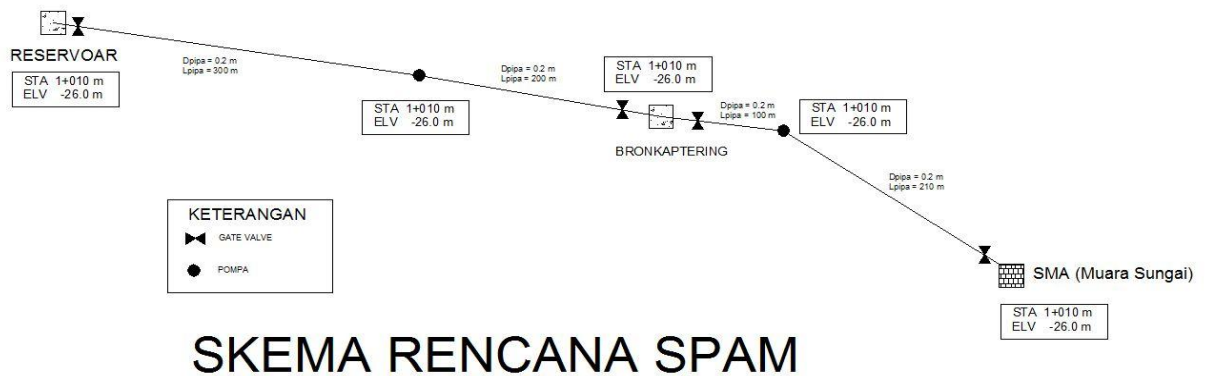 RESERVOAR
STA 1+010 m
ELV -26.0 m
Dpipa = 0.2 m
Lpipa = 300 m
STA 1+010 m
ELV -26.0 m
Dpipa = 0.2 m
Lpipa = 200 m
STA 1+010 m
ELV -26.0 m
BRONKAPTERING
Dpipa = 0.2 m
Lpipa = 100 m
STA 1+010 m
ELV -26.0 m
Dpipa = 0.2 m
Lpipa = 210 m
SMA (Muara Sungai)
STA 1+010 m
ELV -26.0 m
KETERANGAN
GATE VALVE
POMPA
SKEMA RENCANA SPAM